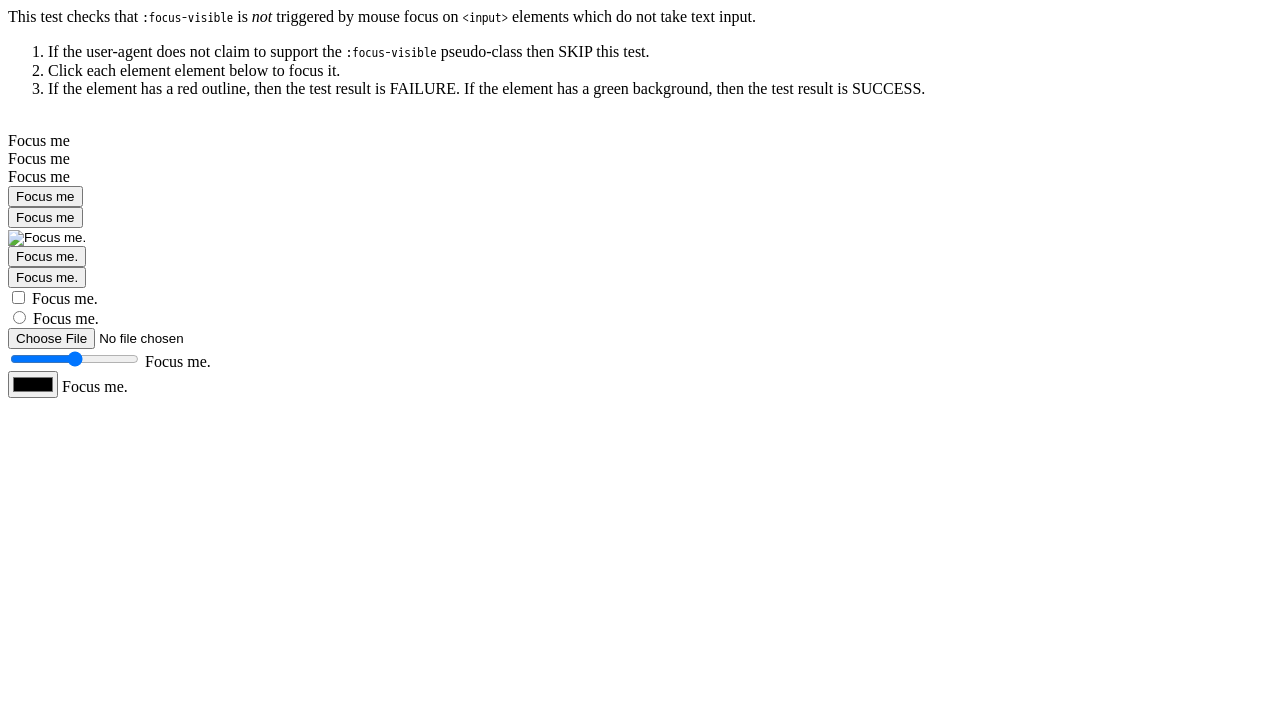 This test checks that :focus-visible is not triggered by mouse focus on <input> elements which do not take text input.
1. If the user-agent does not claim to support the :focus-visible pseudo-class then SKIP this test.
2. Click each element element below to focus it.
3. If the element has a red outline, then the test result is FAILURE. If the element has a green background, then the test result is SUCCESS.
Focus me
Focus me
Focus me
Focus me
Focus me
Focus me.
Focus me.
Focus me.
Focus me.
Focus me.
Choose File No file chosen
Focus me.
Focus me.